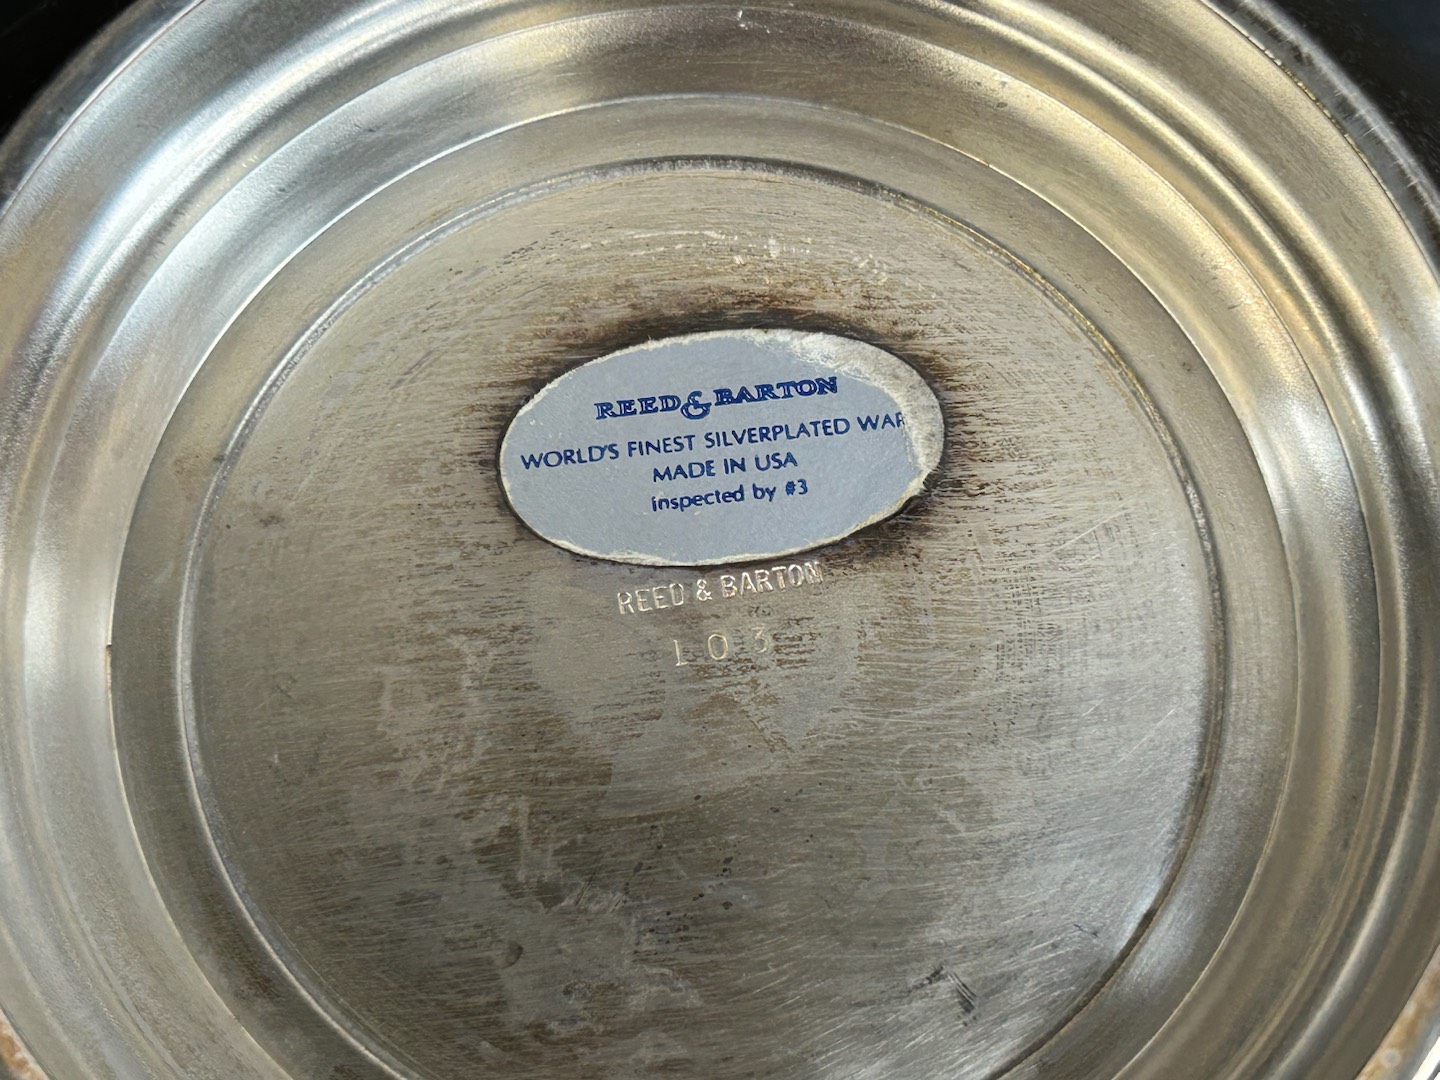 REED & BARTON
WORLD'S FINEST SILVERPLATED WAR
MADE IN USA
inspected by #3
REED & BARTON
103